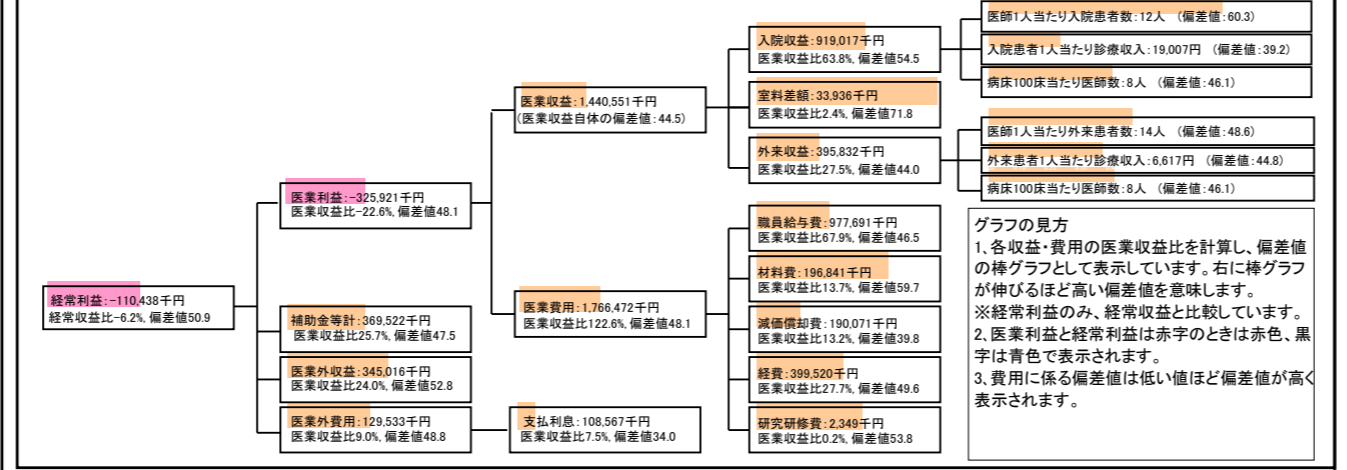 医師1人当たり入院患者数：12人　（偏差値：60.3）
入院収益：919,017千円
医業収益比63.8%, 偏差値54.5
入院患者1人当たり診療収入：19,007円　（偏差値：39.2）
病床100床当たり医師数：8人　（偏差値：46.1）
医業収益：1,440,551千円
（医業収益自体の偏差値：44.5）
室料差額：33,936千円
医業収益比2.4%, 偏差値71.8
医師1人当たり外来患者数：14人　（偏差値：48.6）
外来収益：395,832千円
医業収益比27.5%, 偏差値44.0
外来患者1人当たり診療収入：6,617円　（偏差値：44.8）
病床100床当たり医師数：8人　（偏差値：46.1）
医業利益：-325,921千円
医業収益比-22.6%, 偏差値48.1
職員給与費：977,691千円
医業収益比67.9%, 偏差値46.5
材料費：196,841千円
医業収益比13.7%, 偏差値59.7
経常利益：-110,438千円
経常収益比-6.2%, 偏差値50.9
医業費用：1,766,472千円
医業収益比122.6%, 偏差値48.1
補助金等計：369,522千円
医業収益比25.7%, 偏差値47.5
減価償却費：190,071千円
医業収益比13.2%, 偏差値39.8
医業外収益：345,016千円
医業収益比24.0%, 偏差値52.8
経費：399,520千円
医業収益比27.7%, 偏差値49.6
医業外費用：129,533千円
医業収益比9.0%, 偏差値48.8
支払利息：108,567千円
医業収益比7.5%, 偏差値34.0
研究研修費：2,349千円
医業収益比0.2%, 偏差値53.8
グラフの見方
1、各収益・費用の医業収益比を計算し、偏差値
の棒グラフとして表示しています。右に棒グラフ
が伸びるほど高い偏差値を意味します。
※経常利益のみ、経常収益と比較しています。
2、医業利益と経常利益は赤字のときは赤色、黒
字は青色で表示されます。
3、費用に係る偏差値は低い値ほど偏差値が高く
表示されます。